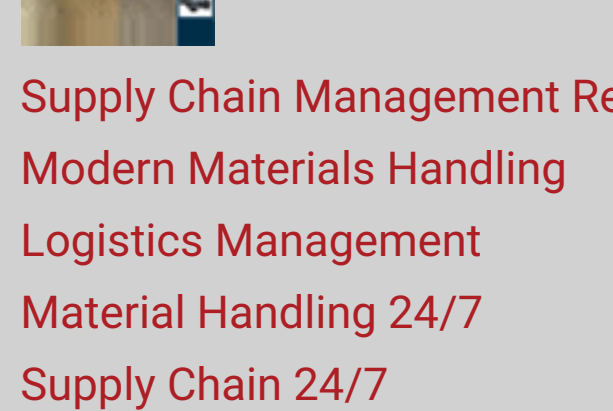 Supply Chain Management
Modern Materials Handling
Logistics Management
Material Handling 24/7
Supply Chain 24/7